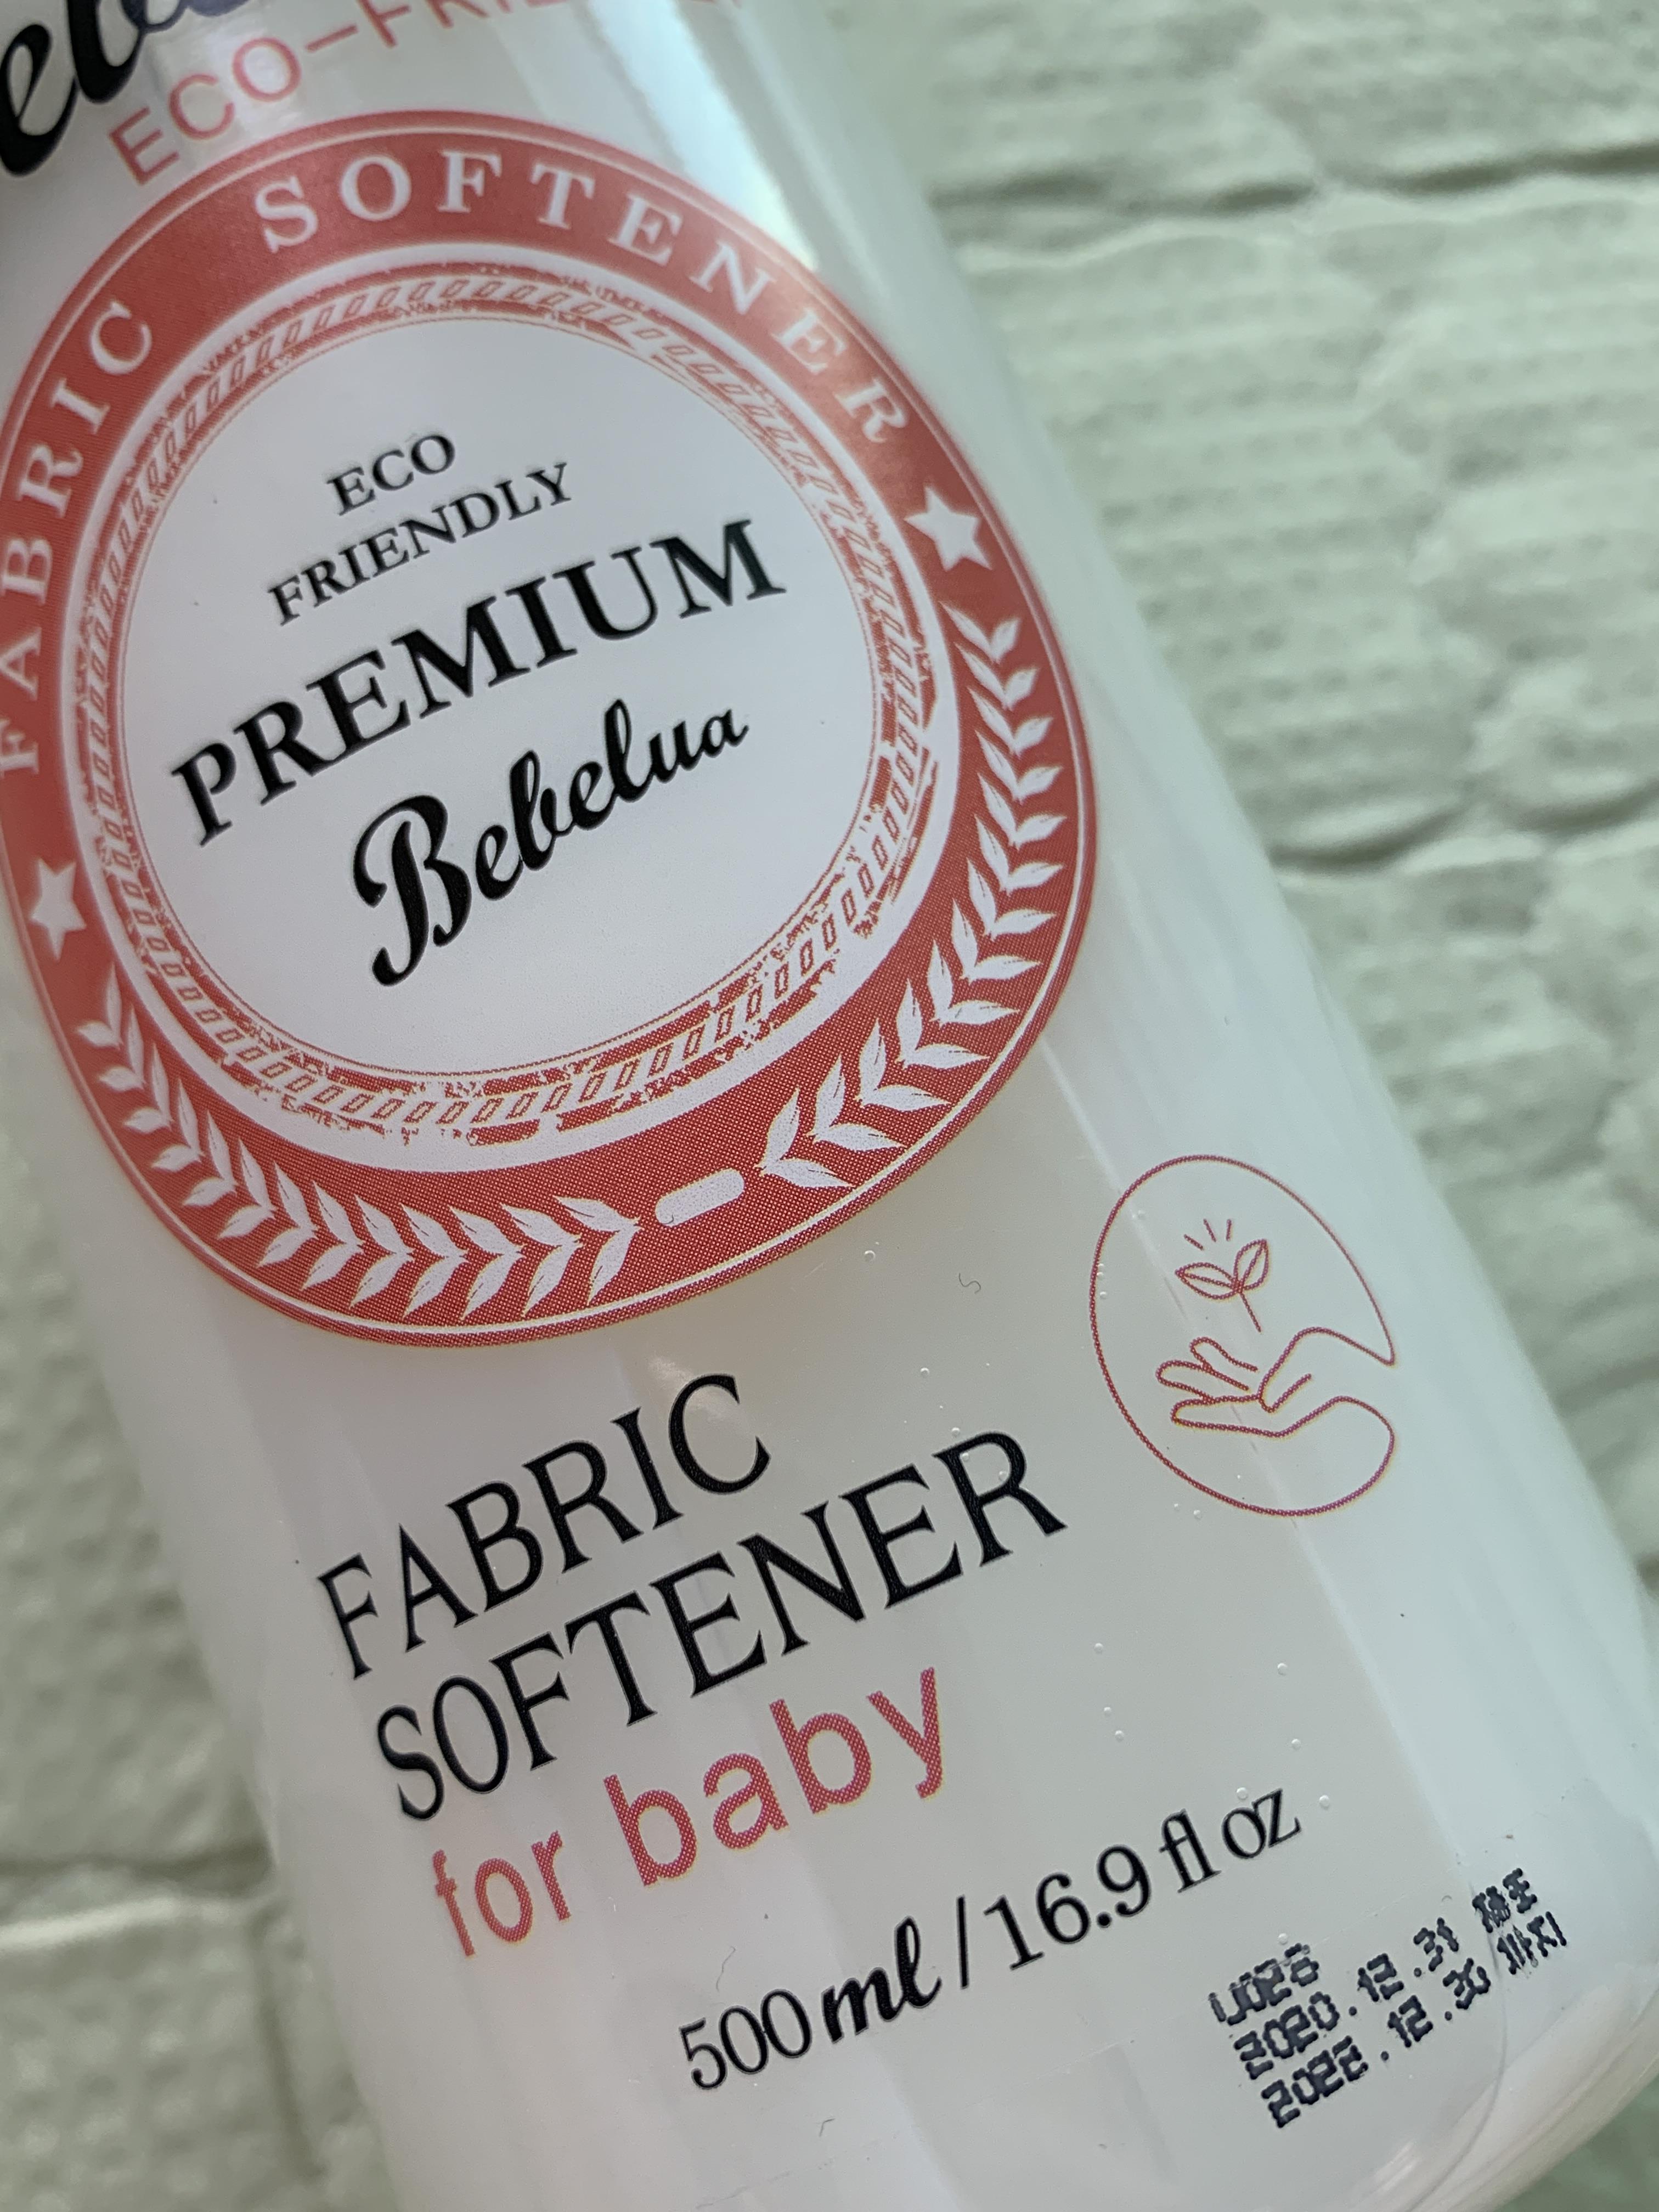 ECO-FRIE
FABRIC SOFTENER
ECO
FRIENDLY
PREMIUM
Bebelua
FABRIC
SOFTENER
for baby
500ml/16.9 fl oz
2020.12.31 제조
2022.12.30 까지